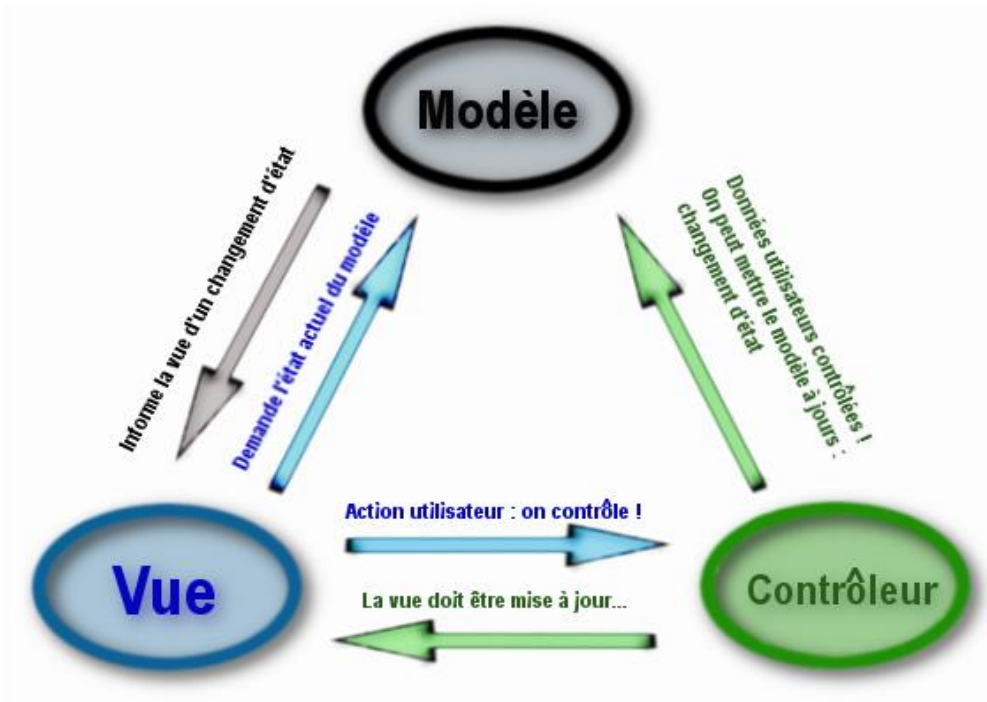 Modèle
Informe la vue d'un changement d'état
Demande l'état actuel du modèle
Données utilisateurs contrôlées !
On peut mettre le modèle à jours :
changement d'état
Action utilisateur : on contrôle !
Vue
La vue doit être mise à jour...
Contrôleur